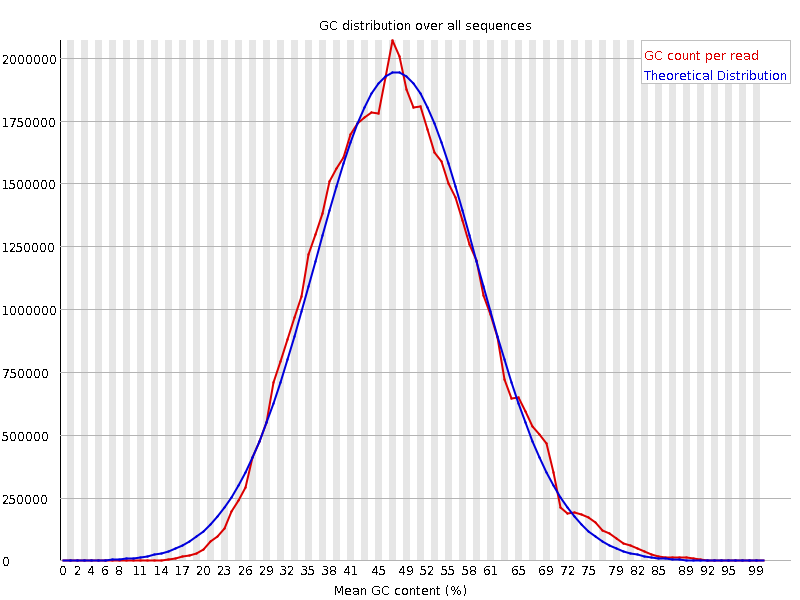 GC distribution over all sequences
GC count per read
Theoretical Distribution
2000000
1750000
1500000
1250000
1000000
750000
500000
250000
0
0 2 4 6 8 11 14 17 20 23 26 29 32 35 38 41 45 49 52 55 58 61 65 69 72 75 79 82 85 89 92 95 99
Mean GC content (%)